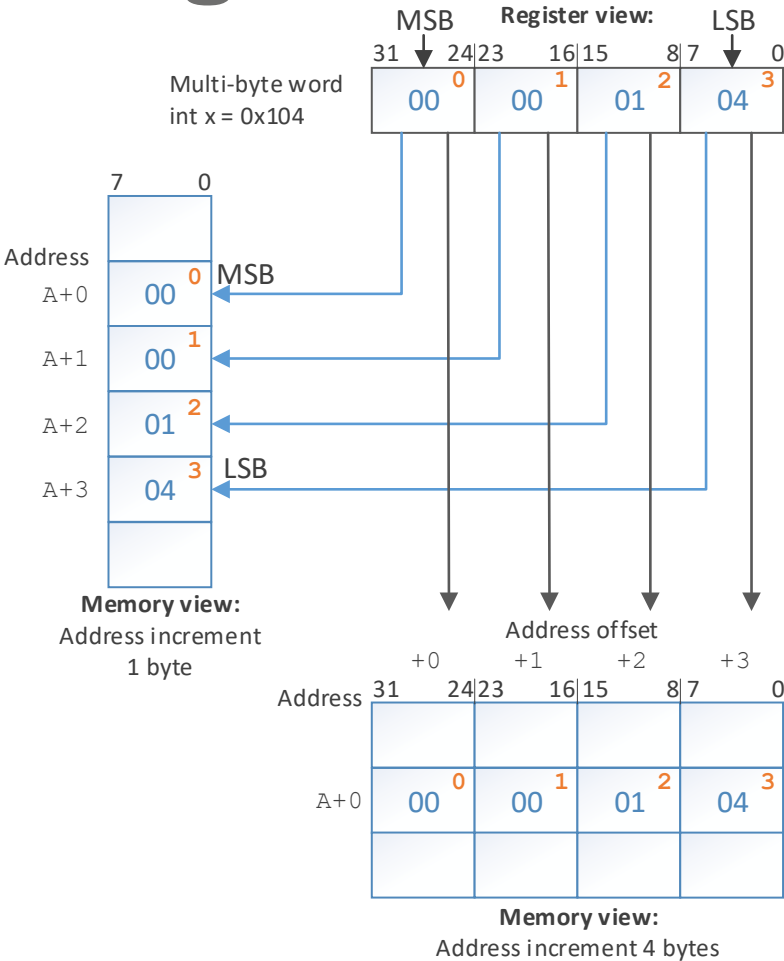 MSB Register view: LSB
31 24 23 16 15 8 7 0
Multi-byte word
int x = 0x104
00 0 00 1 01 2 04 3
7 0
Address
A+0 00 0 MSB
A+1 00 1
A+2 01 2
A+3 04 3 LSB
Memory view:
Address increment
1 byte
Address offset
+0 +1 +2 +3
Address 31 24 23 16 15 8 7 0
A+0 00 0 00 1 01 2 04 3
Memory view:
Address increment 4 bytes